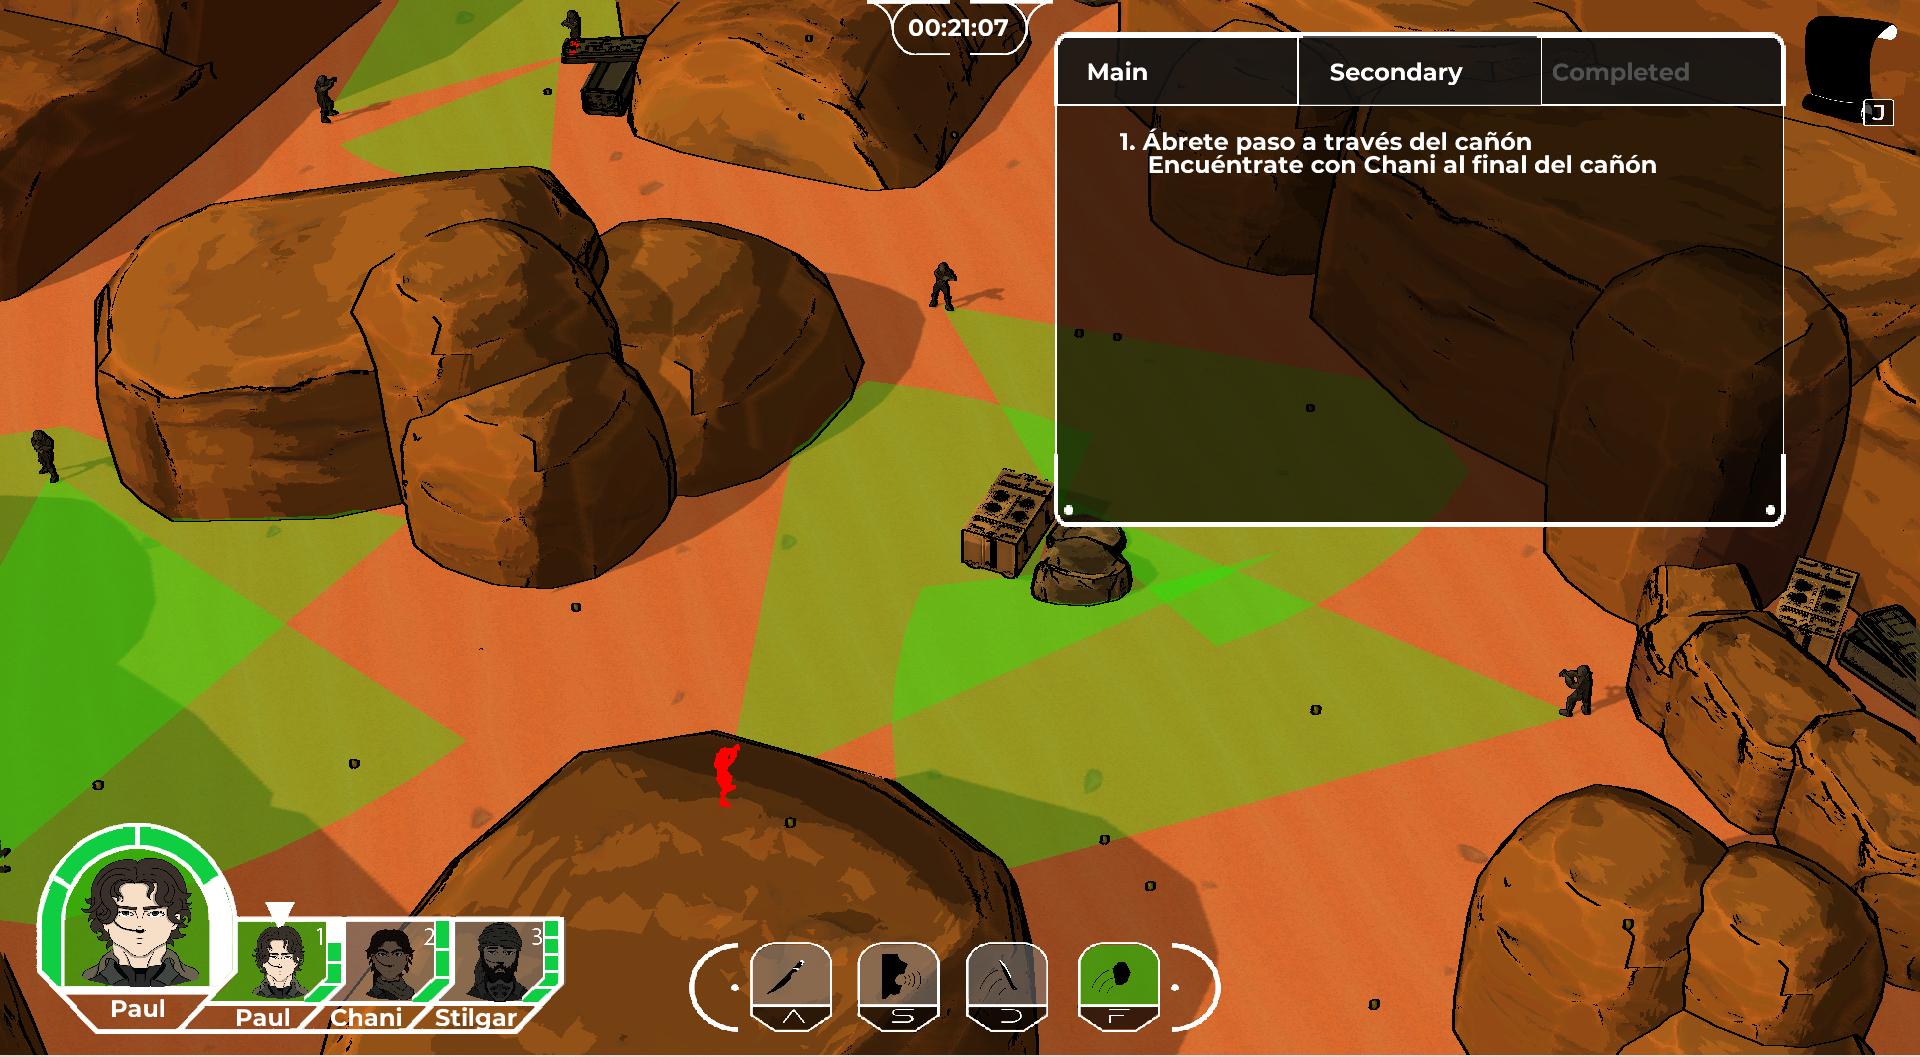 00:21:07
Main
Secondary
Completed
J
1. Ábrete paso a través del cañón
Encuéntrate con Chani al final del cañón
1
2
3
Paul
Paul
Chani
Stilgar
A
S
D
F